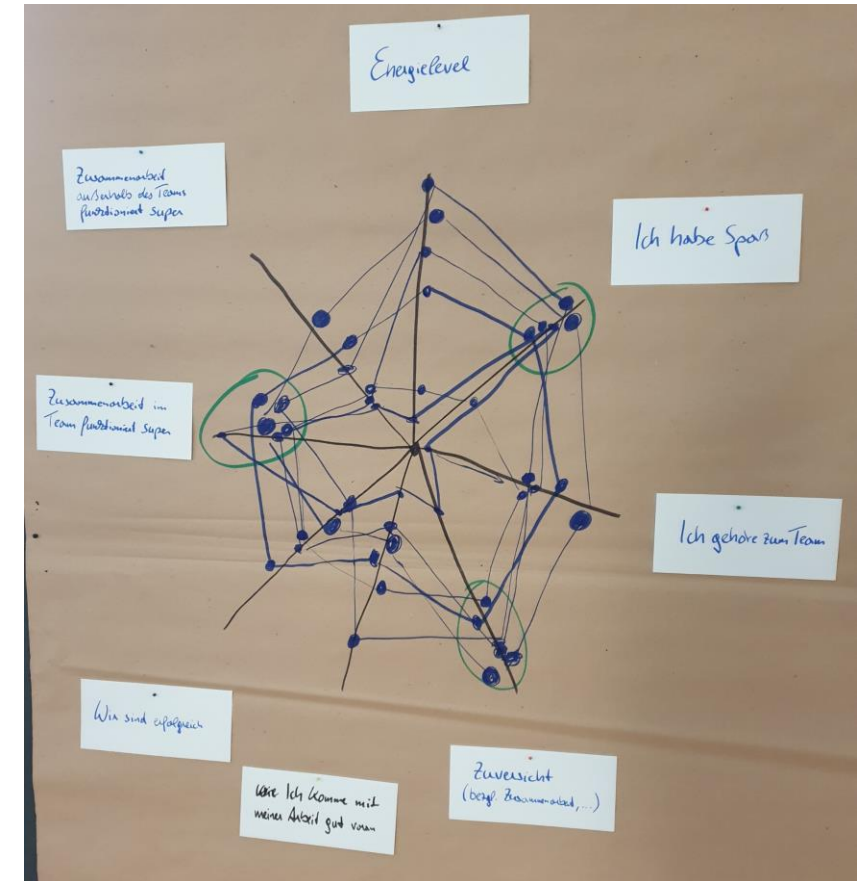 Energielevel
Zusammenarbeit
außerhalb des Teams
funktioniert super
Ich habe Spaß
Zusammenarbeit im
Team funktioniert super
Ich gehöre zum Team
Wir sind erfolgreich
Ich komme mit
meiner Arbeit gut voran
Zuversicht
(bezgl. Zusammenarbeit, ...)